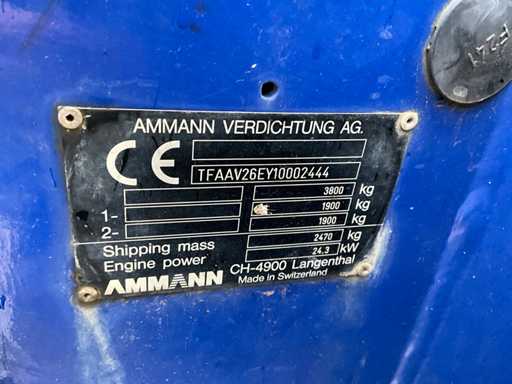 F241
AMMANN VERDICHTUNG AG.
CE
TFAAV26EY10002444
3800 kg
1- 1900 kg
2- 1900 kg
Shipping mass 2470 kg
Engine power 24.3 kW
AMMANN CH-4900 Langenthal
Made in Switzerland